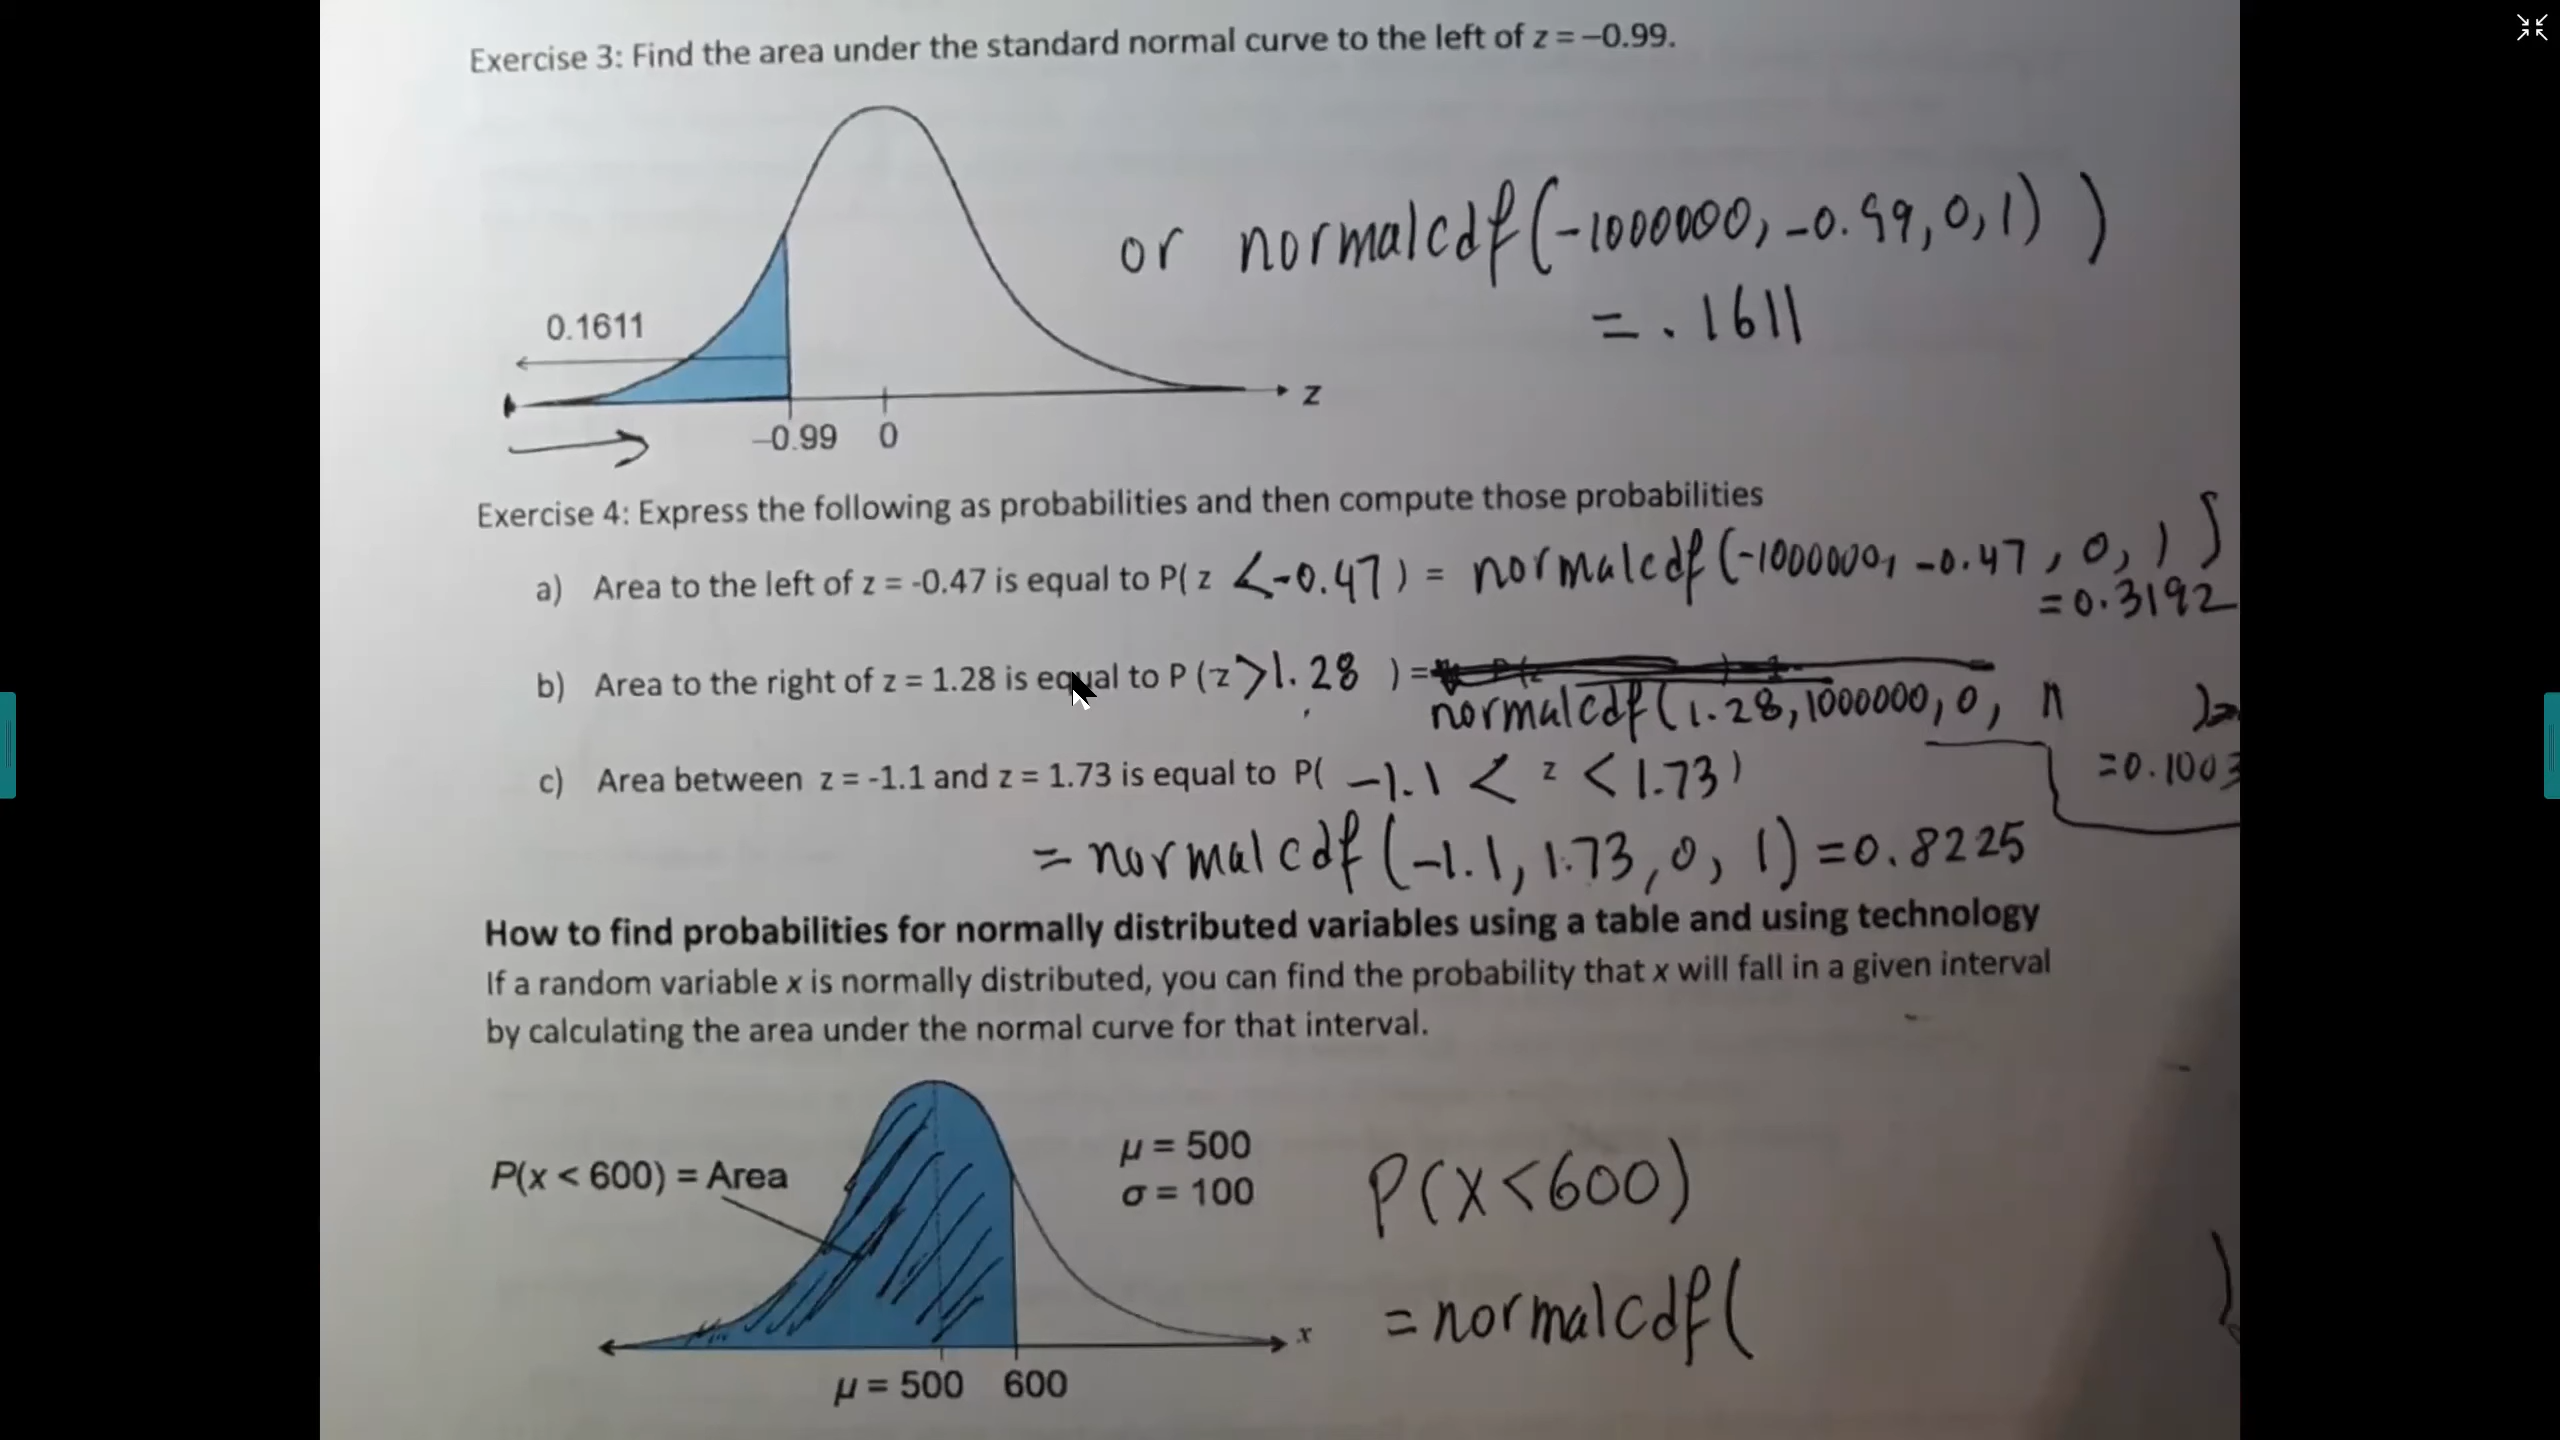 Exercise 3: Find the area under the standard normal curve to the left of z = –0.99.
or normalcdf(-1000000, -0.99, 0, 1) )
= .1611
0.1611
z
–0.99 0
Exercise 4: Express the following as probabilities and then compute those probabilities
a) Area to the left of z = -0.47 is equal to P( z <-0.47) = normalcdf(-1000000, -0.47, 0, 1)
=0.3192
b) Area to the right of z = 1.28 is equal to P (z >1.28 ) =
normalcdf(1.28, 1000000, 0,
=0.1003
c) Area between z = -1.1 and z = 1.73 is equal to P( -1.1 < z < 1.73)
= normalcdf(-1.1, 1.73, 0, 1) =0.8225
How to find probabilities for normally distributed variables using a table and using technology
If a random variable x is normally distributed, you can find the probability that x will fall in a given interval
by calculating the area under the normal curve for that interval.
P(x < 600) = Area
μ = 500
σ = 100
P(X<600)
= normalcdf(
x
μ = 500 600